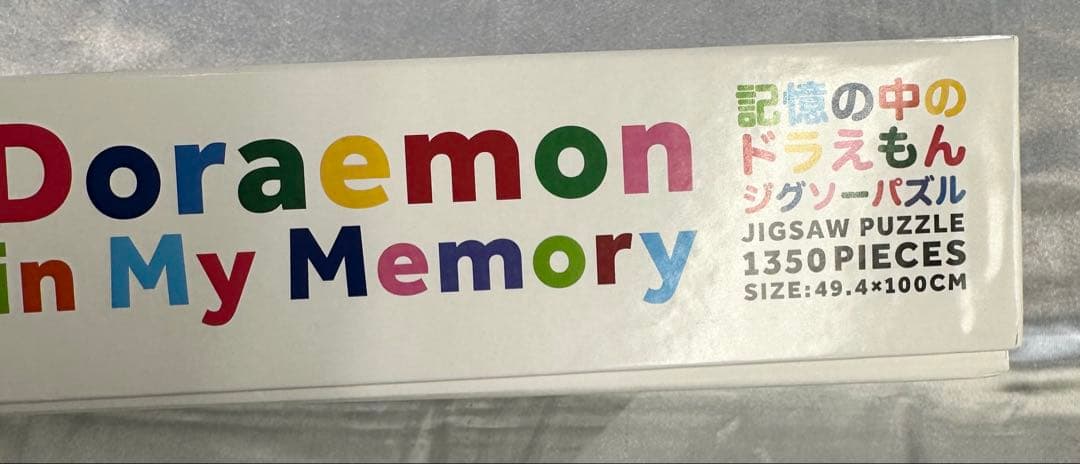 Doraemon
in My Memory
記憶の中の
ドラえもん
ジグソーパズル
JIGSAW PUZZLE
1350 PIECES
SIZE:49.4×100CM